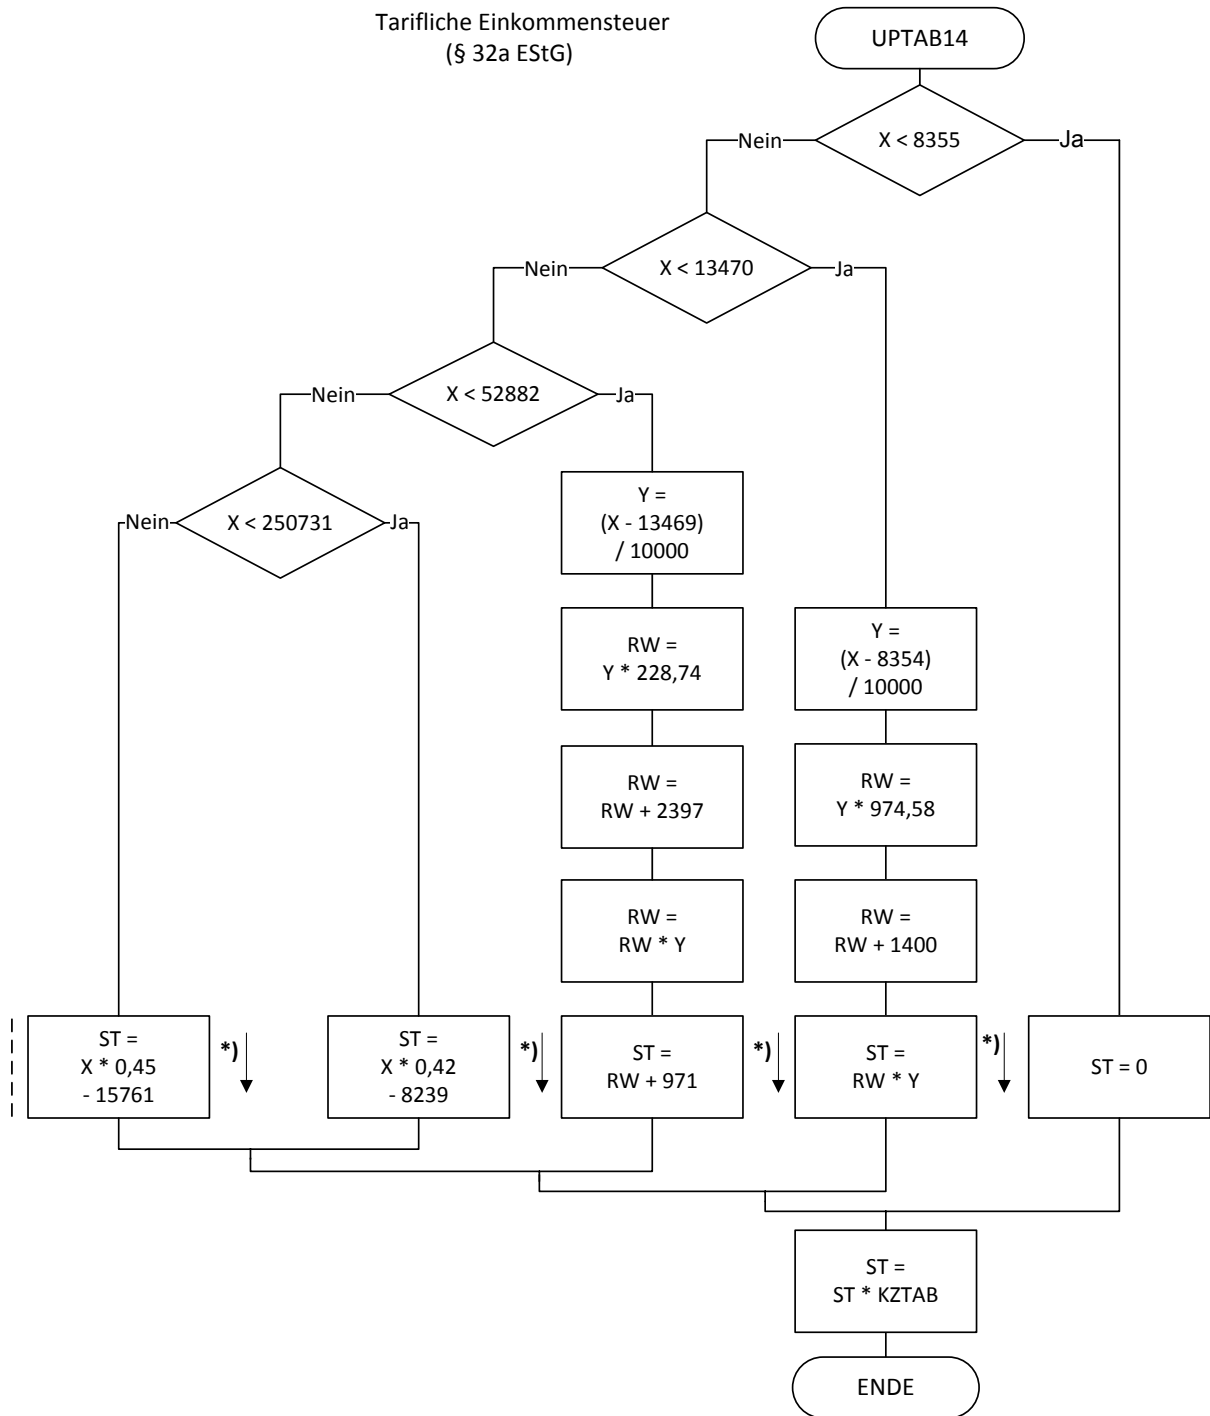 Tarifliche Einkommensteuer
(§ 32a EStG)
UPTAB14
X < 8355
Nein
Ja
X < 13470
Nein
Ja
X < 52882
Nein
Ja
X < 250731
Nein
Ja
Y =
(X - 13469)
/ 10000
RW =
Y * 228,74
Y =
(X - 8354)
/ 10000
RW =
RW + 2397
RW =
Y * 974,58
RW =
RW * Y
RW =
RW + 1400
ST =
X * 0,45
- 15761
*)
ST =
X * 0,42
- 8239
*)
ST =
RW + 971
*)
ST =
RW * Y
*)
ST = 0
ST =
ST * KZTAB
ENDE